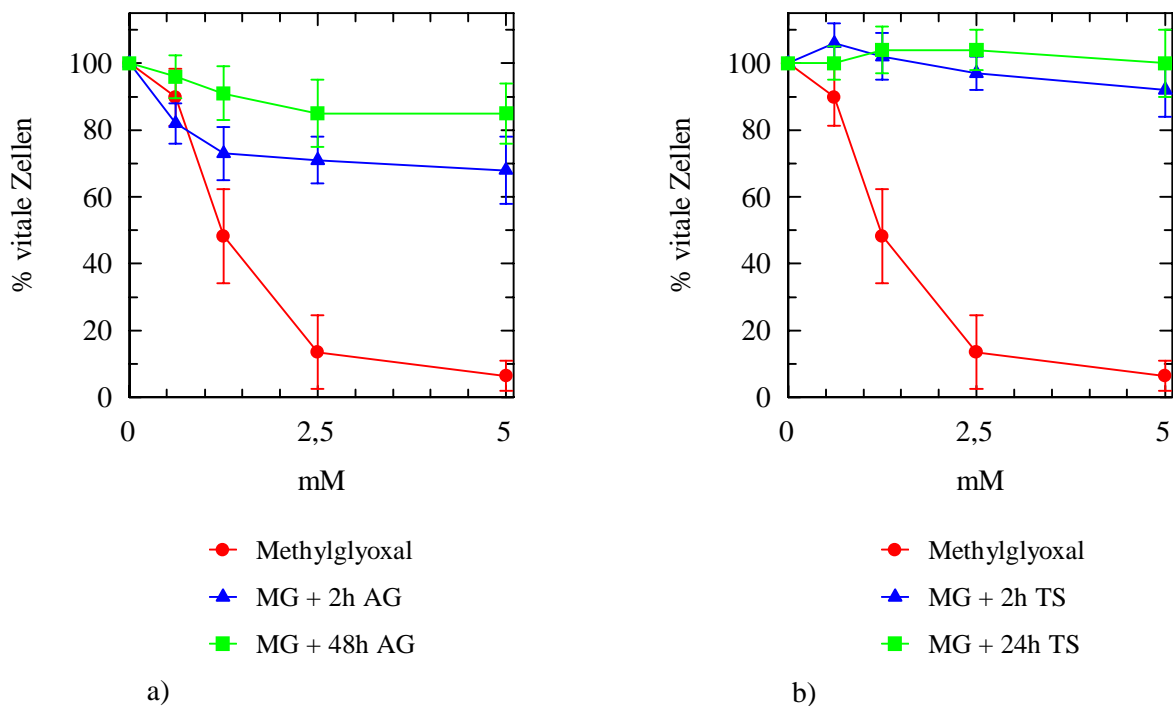 % vitale Zellen
100
80
60
40
20
0
0
2,5
5
mM
Methylglyoxal
MG + 2h AG
MG + 48h AG
a)
% vitale Zellen
100
80
60
40
20
0
0
2,5
5
mM
Methylglyoxal
MG + 2h TS
MG + 24h TS
b)